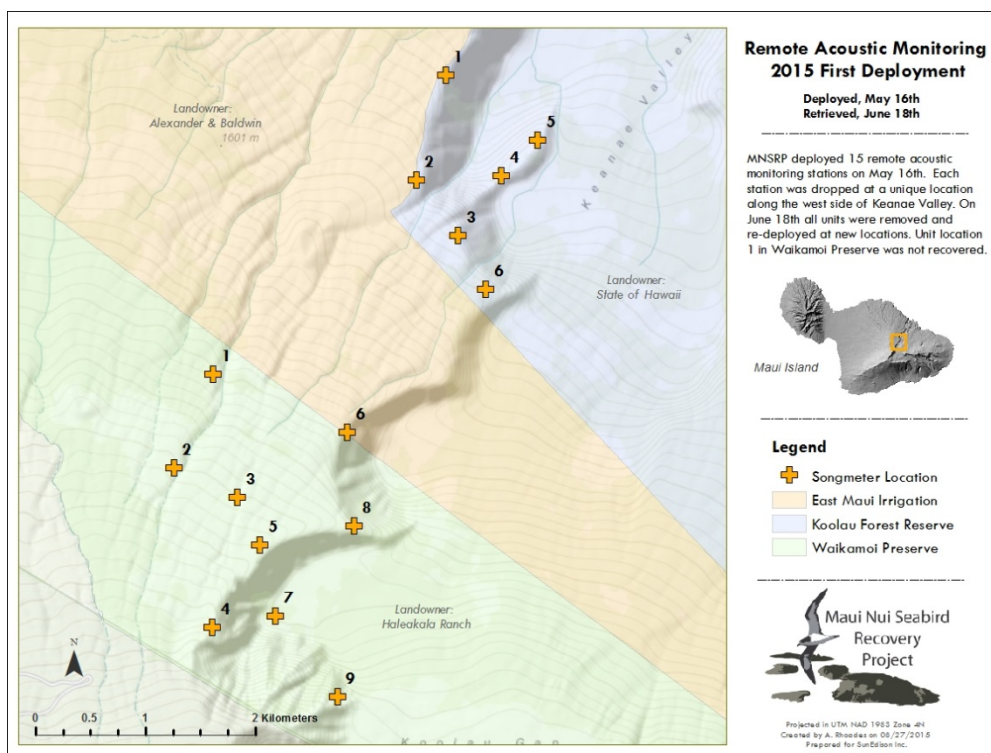 Remote Acoustic Monitoring
2015 First Deployment
Deployed, May 16th
Retrieved, June 18th
MNSRP deployed 15 remote acoustic
monitoring stations on May 16th. Each
station was dropped at a unique location
along the west side of Keanae Valley. On
June 18th all units were removed and
re-deployed at new locations. Unit location
1 in Waikamoi Preserve was not recovered.
Maui Island
Legend
Songmeter Location
East Maui Irrigation
Koolau Forest Reserve
Waikamoi Preserve
Maui Nui Seabird
Recovery
Project
Projected in UTM NAD 1983 Zone 4N
Created by A. Rhoades on 08/27/2015
Prepared for SunEdison Inc.
1
Landowner:
Alexander & Baldwin
1601 m
5
4
2
Keanae Valley
3
6
Landowner:
State of Hawaii
1
6
2
3
8
5
4
7
Landowner:
Haleakala Ranch
9
N
0 0.5 1 2 Kilometers
Koolau Gap